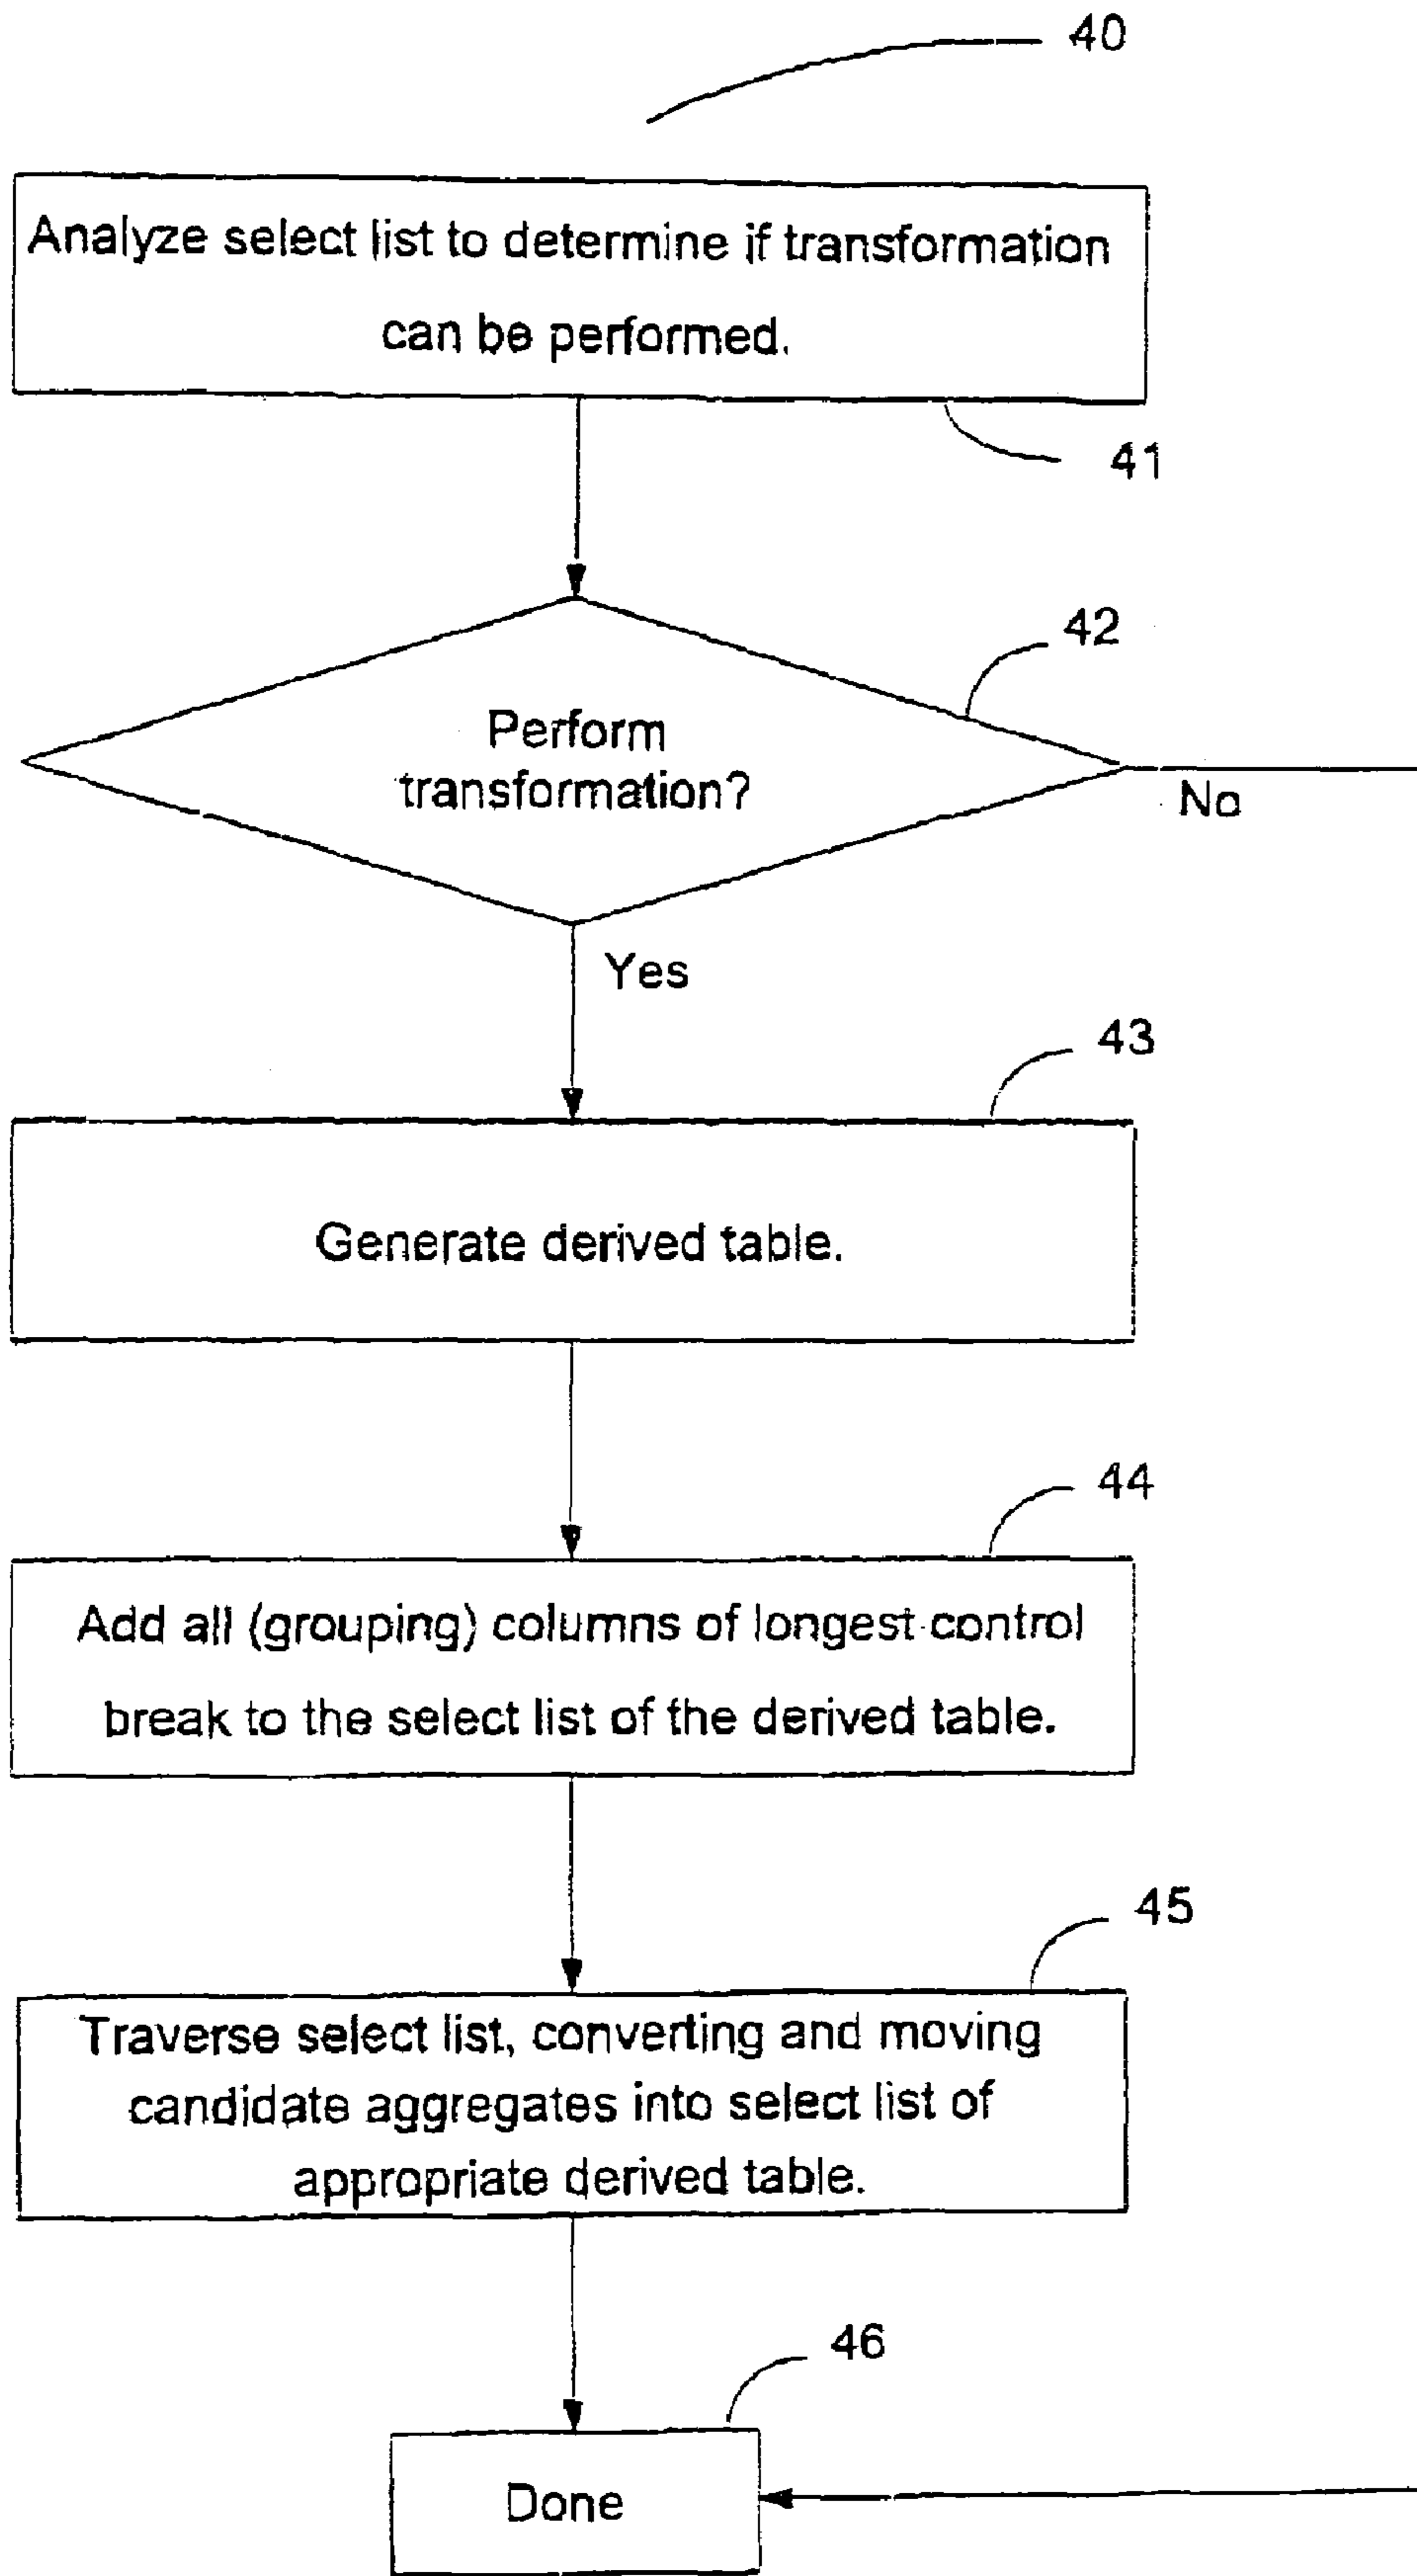 40
Analyze select list to determine if transformation
can be performed.
41
42
Perform
transformation?
No
Yes
43
Generate derived table.
44
Add all (grouping) columns of longest control
break to the select list of the derived table.
45
Traverse select list, converting and moving
candidate aggregates into select list of
appropriate derived table.
46
Done